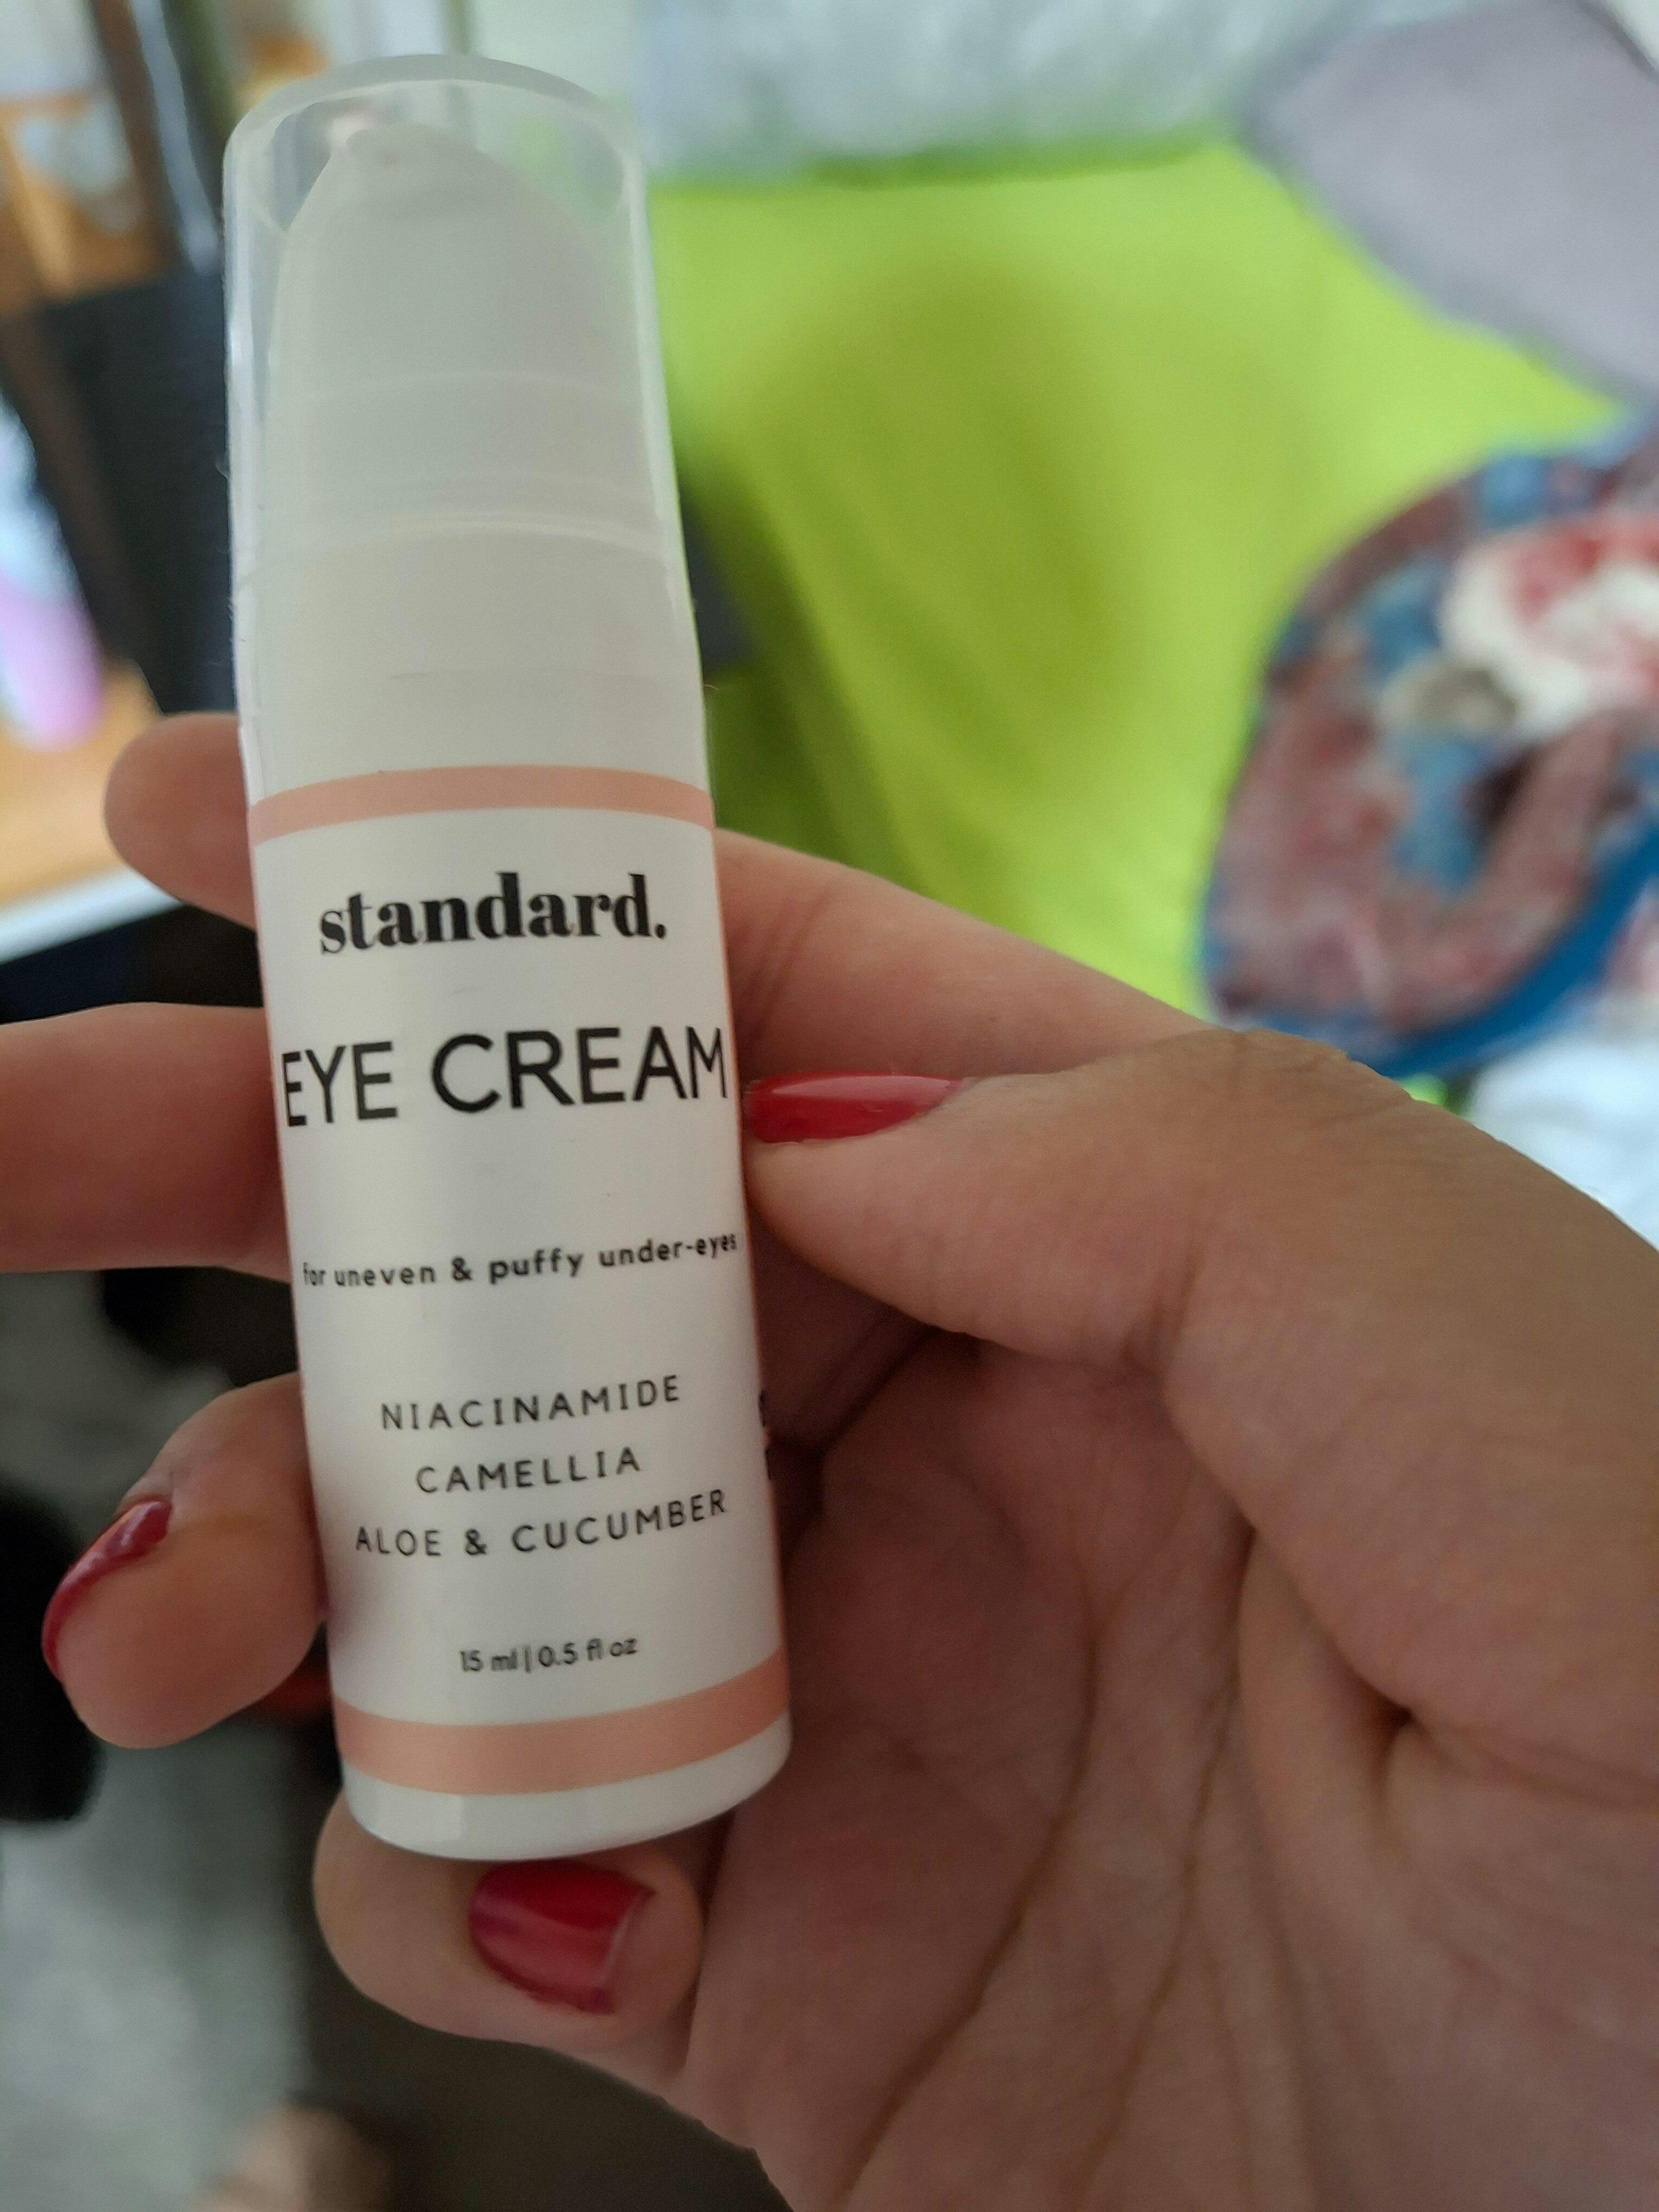 standard.
EYE CREAM
for uneven & puffy under-eyes
NIACINAMIDE
CAMELLIA
ALOE & CUCUMBER
15 ml | 0.5 fl oz